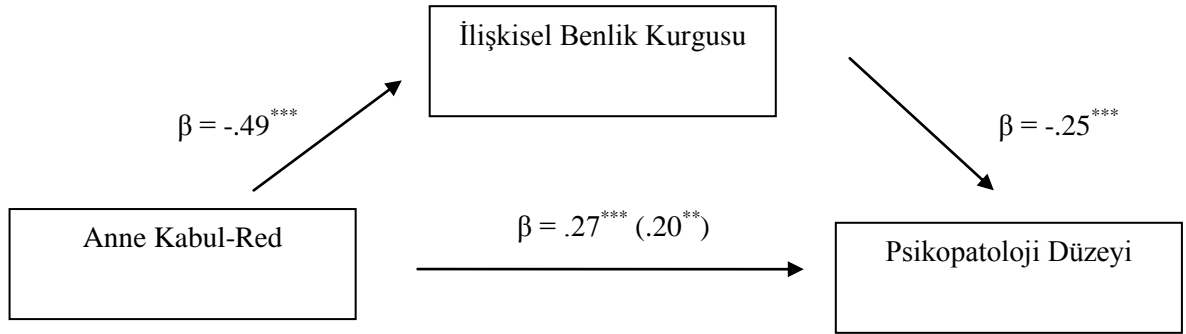 İlişkisel Benlik Kurgusu
β = -.49***
β = -.25***
Anne Kabul-Red
β = .27*** (.20**)
Psikopatoloji Düzeyi